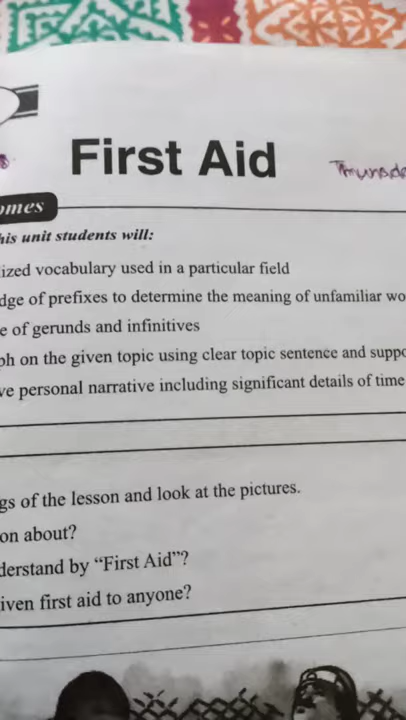 First Aid
omes
his unit students will:
ized vocabulary used in a particular field
dge of prefixes to determine the meaning of unfamiliar wo
e of gerunds and infinitives
ph on the given topic using clear topic sentence and suppo
ve personal narrative including significant details of time
gs of the lesson and look at the pictures.
on about?
derstand by “First Aid”?
iven first aid to anyone?